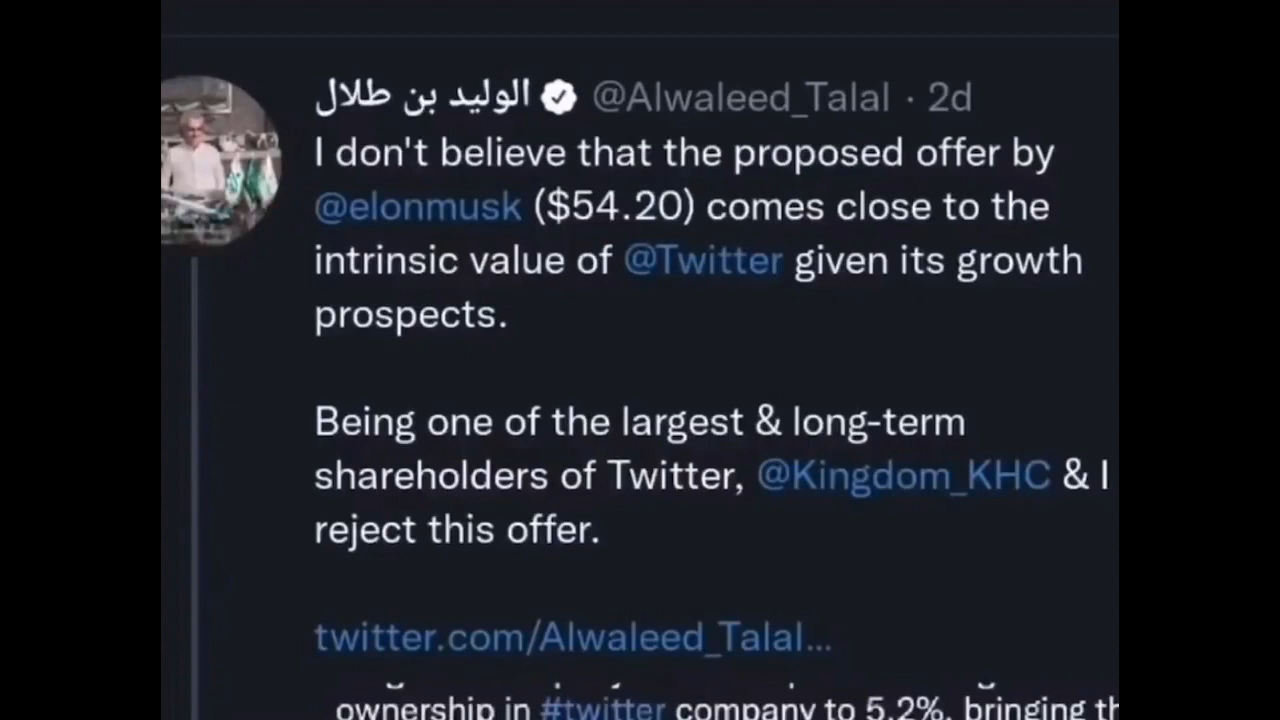 الوليد بن طلال @Alwaleed_Talal · 2d
I don't believe that the proposed offer by
@elonmusk ($54.20) comes close to the
intrinsic value of @Twitter given its growth
prospects.
Being one of the largest & long-term
shareholders of Twitter, @Kingdom_KHC & I
reject this offer.
twitter.com/Alwaleed_Talal...
ownership in #twitter company to 5.2%, bringing